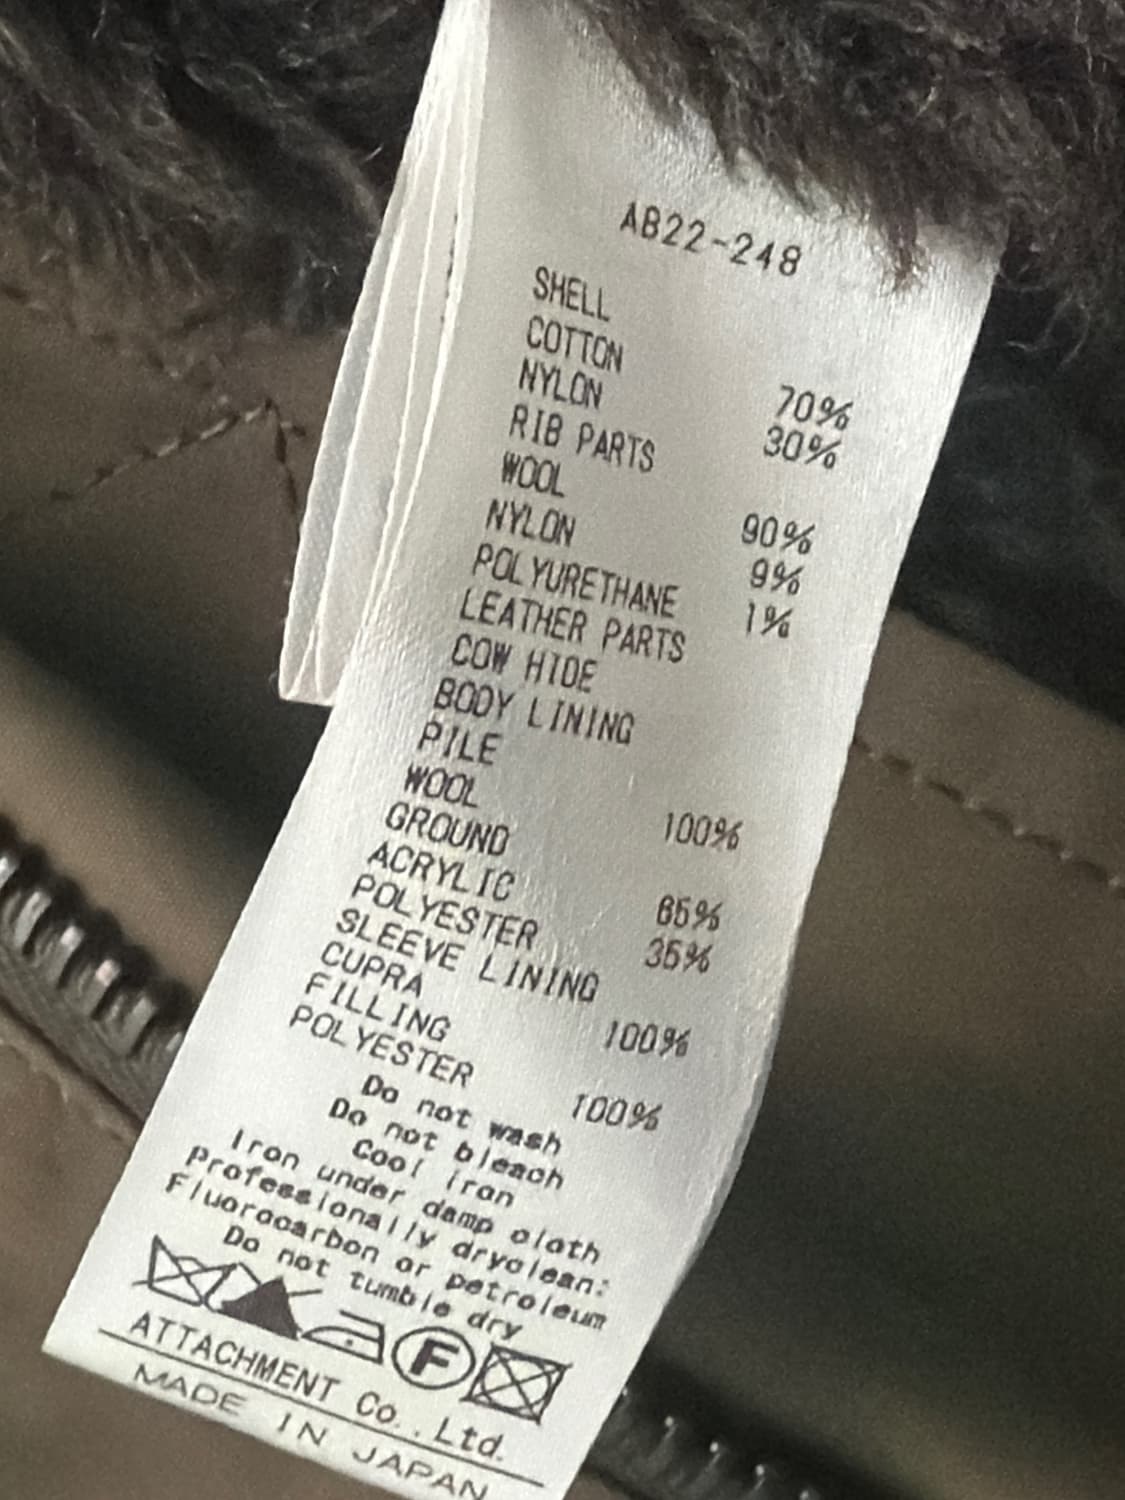 AB22-248
SHELL
COTTON 70%
NYLON 30%
RIB PARTS
WOOL 90%
NYLON 9%
POLYURETHANE 1%
LEATHER PARTS
COW HIDE
BODY LINING
PILE
WOOL 100%
GROUND
ACRYLIC 65%
POLYESTER 35%
SLEEVE LINING
CUPRA 100%
FILLING
POLYESTER 100%
Do not wash
Do not bleach
Cool iron
Iron under damp cloth
Professionally dryclean:
Fluorocarbon or petroleum
Do not tumble dry
F
ATTACHMENT Co., Ltd.
MADE IN JAPAN